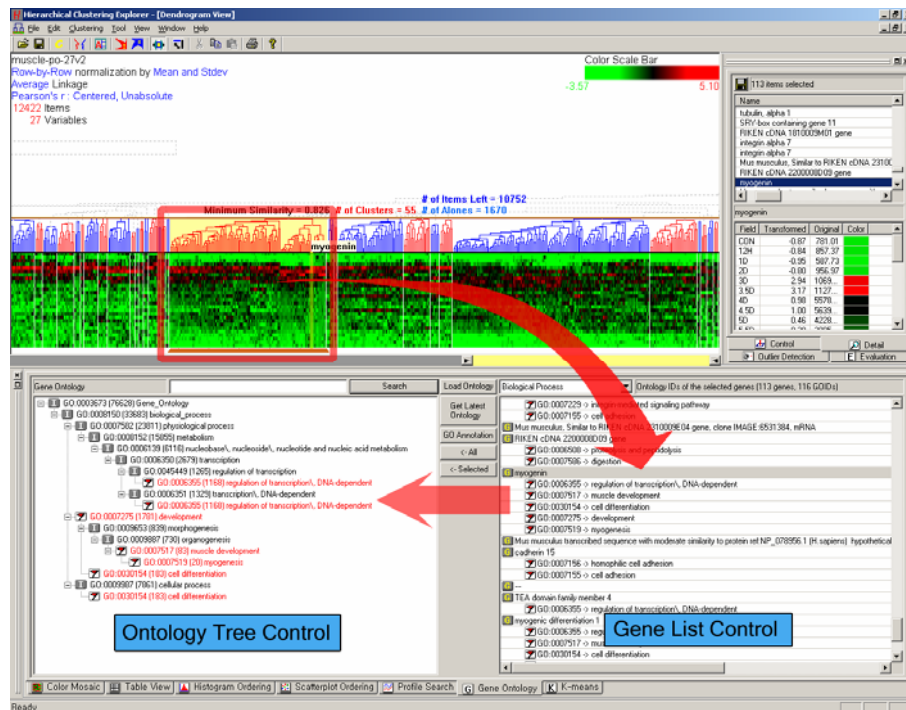 Hierarchical Clustering Explorer - [Dendrogram View]
File Edit Clustering Tool View Window Help
muscle-po-27v2
Row-by-Row normalization by Mean and Stdev
Average Linkage
Pearson's r : Centered, Unabsolute
12422 Items
27 Variables
Color Scale Bar
-3.57 5.10
# of Items Left = 10752
Minimum Similarity = 0.826 # of Clusters = 55 # of Alones = 1670
myogenin
113 items selected
Name
tubulin, alpha 1
SRY-box containing gene 11
RIKEN cDNA 1810009M01 gene
integrin alpha 7
integrin alpha 7
Mus musculus, Similar to RIKEN cDNA 2310C
RIKEN cDNA 2200008D09 gene
myogenin
myogenin
Field Transformed Original Color
CON -0.87 781.01
12H -0.84 857.37
1D -0.95 587.73
2D -0.80 956.97
3D 2.94 1069...
3.5D 3.17 1127...
4D 0.98 5578...
4.5D 1.00 5639...
5D 0.46 4228...
Control Detail
Outlier Detection Evaluation
Gene Ontology Search Load Ontology Biological Process Ontology IDs of the selected genes (113 genes, 116 GOIDs)
Get Latest Ontology
GO Annotation
<- All
<- Selected
GO:0003673 (76628) Gene_Ontology
GO:0008150 (33683) biological_process
GO:0007582 (23811) physiological process
GO:0008152 (15855) metabolism
GO:0006139 (6116) nucleobase\, nucleoside\, nucleotide and nucleic acid metabolism
GO:0006350 (2679) transcription
GO:0045449 (1265) regulation of transcription
GO:0006355 (1168) regulation of transcription\, DNA-dependent
GO:0006351 (1329) transcription\, DNA-dependent
GO:0006355 (1168) regulation of transcription\, DNA-dependent
GO:0007275 (1781) development
GO:0009653 (839) morphogenesis
GO:0009887 (730) organogenesis
GO:0007517 (83) muscle development
GO:0007519 (20) myogenesis
GO:0030154 (183) cell differentiation
GO:0009987 (7861) cellular process
GO:0030154 (183) cell differentiation
Ontology Tree Control
GO:0007229 -> integrin-mediated signaling pathway
GO:0007155 -> cell adhesion
Mus musculus, Similar to RIKEN cDNA 2310009E04 gene, clone IMAGE:6531384, mRNA
RIKEN cDNA 2200008D09 gene
GO:0006508 -> proteolysis and peptidolysis
GO:0007586 -> digestion
myogenin
GO:0006355 -> regulation of transcription\, DNA-dependent
GO:0007517 -> muscle development
GO:0030154 -> cell differentiation
GO:0007275 -> development
GO:0007519 -> myogenesis
Mus musculus transcribed sequence with moderate similarity to protein ref:NP_078956.1 (H.sapiens) hypothetical
cadherin 15
GO:0007156 -> homophilic cell adhesion
GO:0007155 -> cell adhesion
---
TEA domain family member 4
GO:0006355 -> regulation of transcription\, DNA-dependent
myogenic differentiation 1
GO:0006355 -> reg
GO:0007517 -> mu
GO:0030154 -> cell differentiation
Gene List Control
Color Mosaic Table View Histogram Ordering Scatterplot Ordering Profile Search G Gene Ontology K K-means
Ready